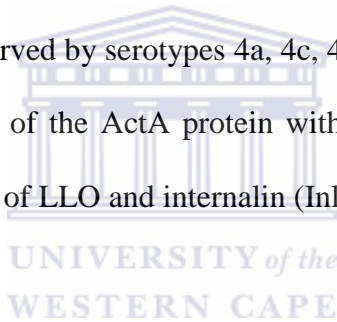 rved by serotypes 4a, 4c, 4
of the ActA protein with
of LLO and internalin (Inl
UNIVERSITY of the
WESTERN CAPE